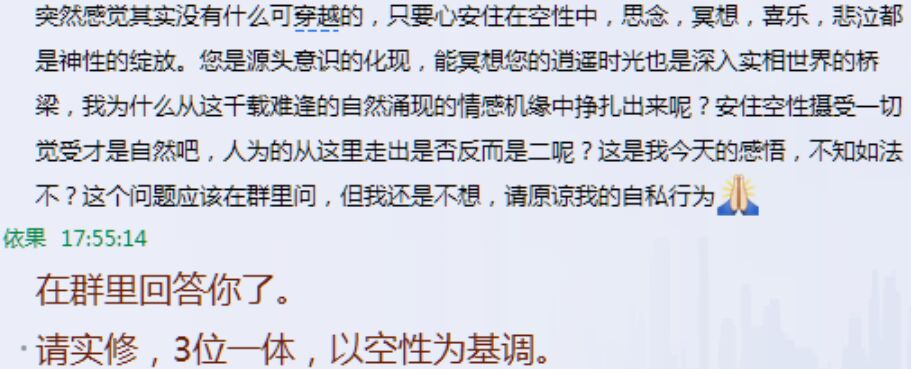 突然感觉其实没有什么可穿越的，只要心安住在空性中，思念，冥想，喜乐，悲泣都
是神性的绽放。您是源头意识的化现，能冥想您的逍遥时光也是深入实相世界的桥
梁，我为什么从这千载难逢的自然涌现的情感机缘中挣扎出来呢？安住空性摄受一切
觉受才是自然吧，人为的从这里走出是否反而是二呢？这是我今天的感悟，不知如法
不？这个问题应该在群里问，但我还是不想，请原谅我的自私行为🙏
依果 17:55:14
在群里回答你了。
·请实修，3位一体，以空性为基调。